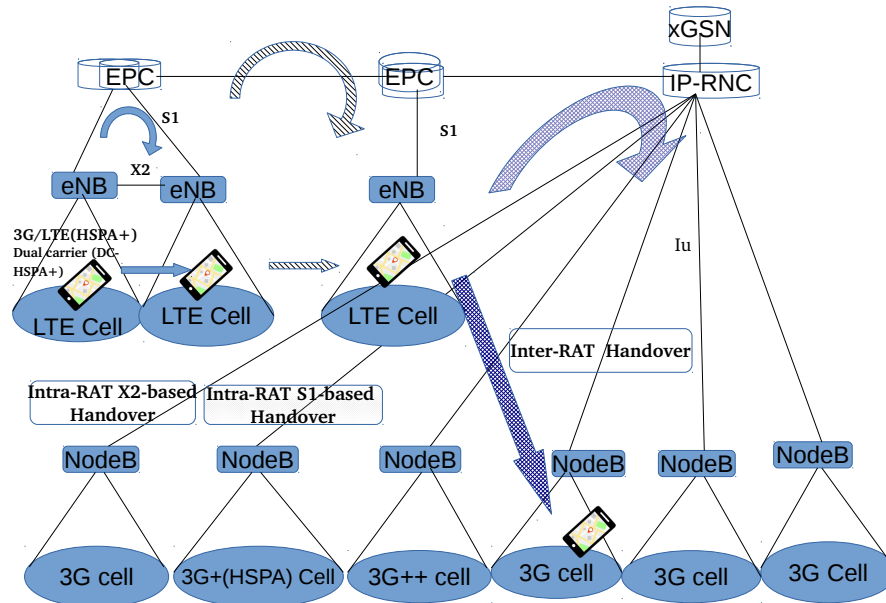 xGSN
EPC
EPC
IP-RNC
S1
S1
X2
eNB
eNB
eNB
3G/LTE(HSPA+)
Dual carrier (DC-
HSPA+)
Iu
LTE Cell
LTE Cell
LTE Cell
Inter-RAT Handover
Intra-RAT X2-based
Handover
Intra-RAT S1-based
Handover
NodeB
NodeB
NodeB
NodeB
NodeB
NodeB
3G cell
3G+(HSPA) Cell
3G++ cell
3G cell
3G cell
3G Cell